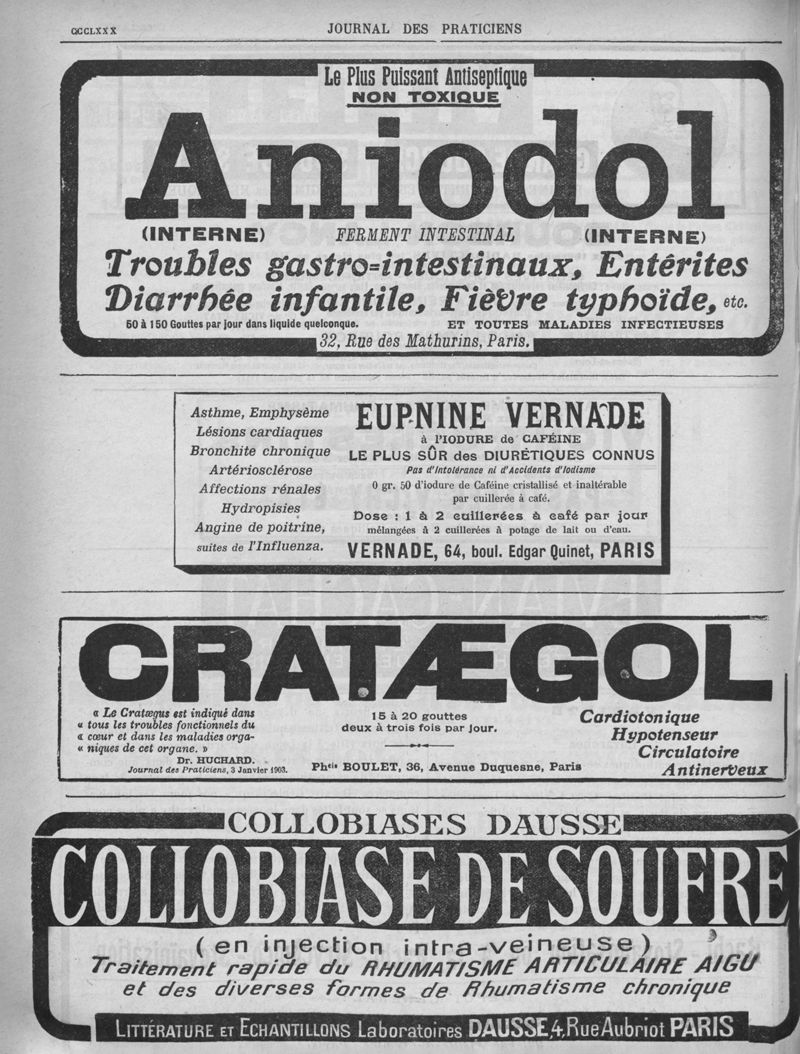 CCCLXXX
JOURNAL DES PRATICIENS
Le Plus Puissant Antiseptique
NON TOXIQUE
Aniodol
(INTERNE) FERMENT INTESTINAL (INTERNE)
Troubles gastro=intestinaux, Entérites
Diarrhée infantile, Fièvre typhoïde, etc.
50 à 150 Gouttes par jour dans liquide quelconque. ET TOUTES MALADIES INFECTIEUSES
32, Rue des Mathurins, Paris.
Asthme, Emphysème
Lésions cardiaques
Bronchite chronique
Artériosclérose
Affections rénales
Hydropisies
Angine de poitrine,
suites de l'Influenza.
EUPNINE VERNADE
à l'IODURE de CAFÉINE
LE PLUS SÛR des DIURÉTIQUES CONNUS
Pas d'Intolérance ni d'Accidents d'Iodisme
0 gr. 50 d'iodure de Caféine cristallisé et inaltérable
par cuillerée à café.
Dose : 1 à 2 cuillerées à café par jour
mélangées à 2 cuillerées à potage de lait ou d'eau.
VERNADE, 64, boul. Edgar Quinet, PARIS
CRATÆGOL
« Le Cratægus est indiqué dans
« tous les troubles fonctionnels du
« cœur et dans les maladies orga-
« niques de cet organe. »
Dr. HUCHARD.
Journal des Praticiens, 3 Janvier 1903.
15 à 20 gouttes
deux à trois fois par jour.
Phcie BOULET, 36, Avenue Duquesne, Paris
Cardiotonique
Hypotenseur
Circulatoire
Antinerveux
COLLOBIASES DAUSSE
COLLOBIASE DE SOUFRE
(en injection intra-veineuse)
Traitement rapide du RHUMATISME ARTICULAIRE AIGU
et des diverses formes de Rhumatisme chronique
LITTÉRATURE ET ECHANTILLONS Laboratoires DAUSSE, 4, Rue Aubriot PARIS